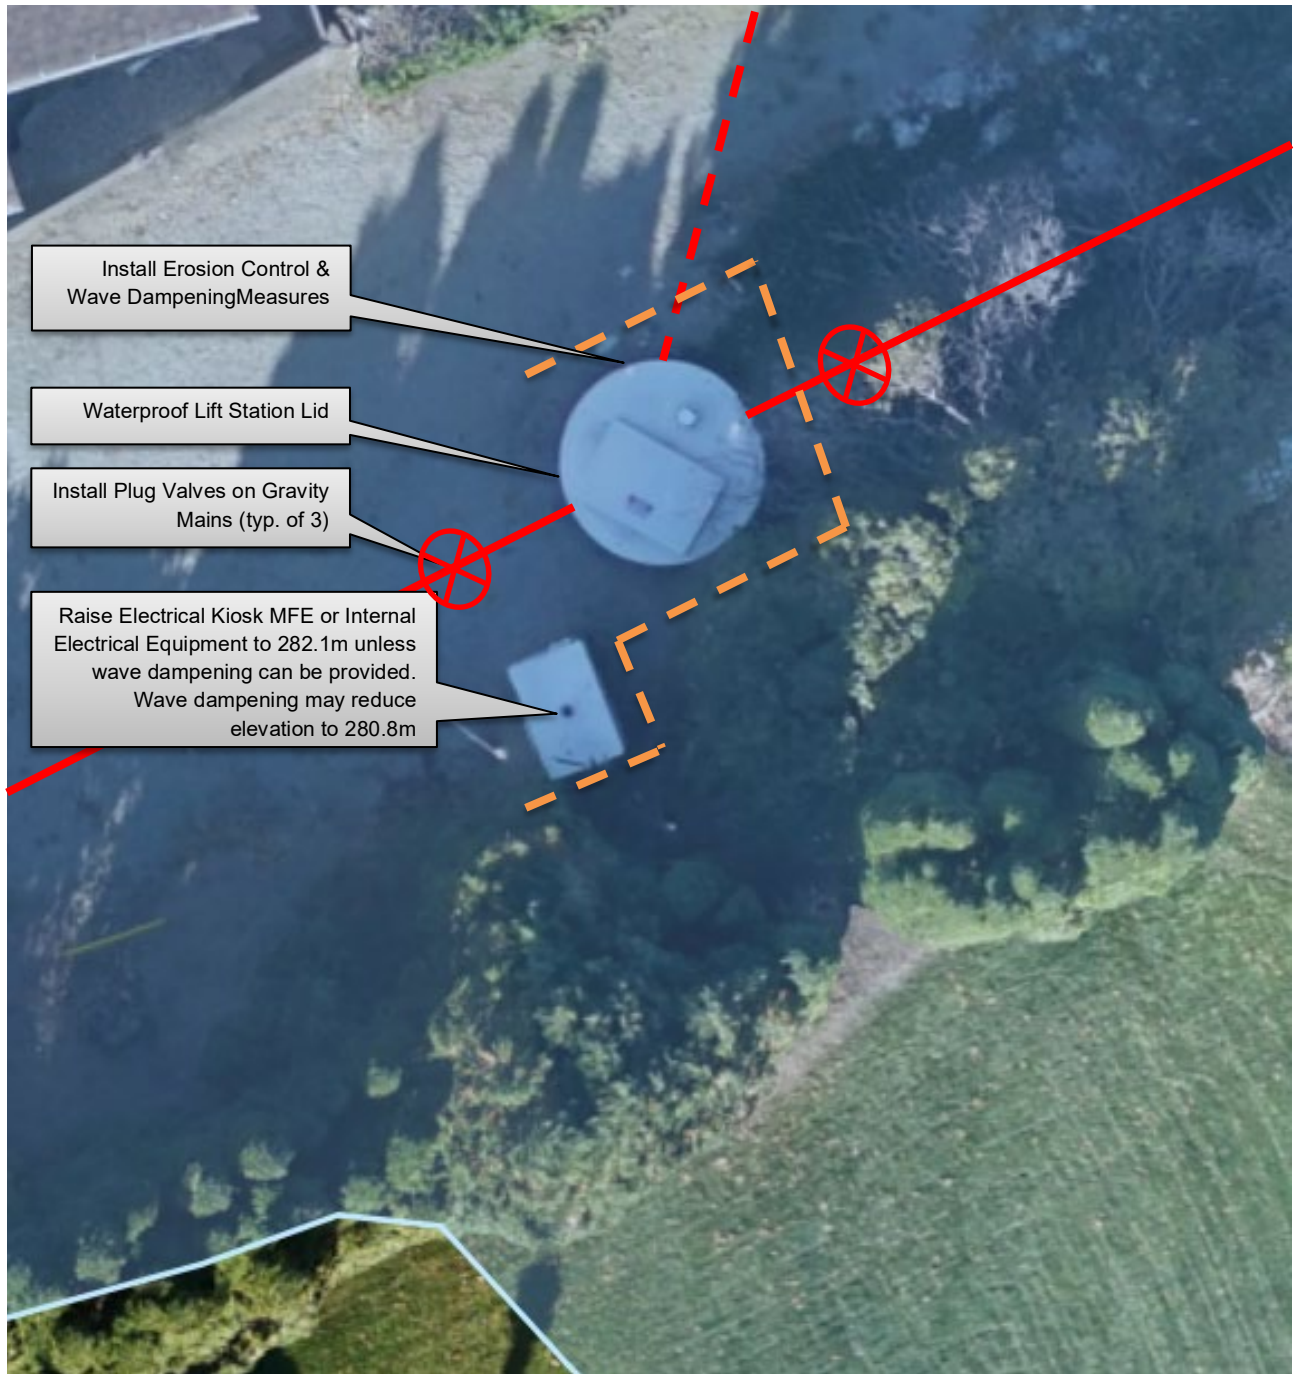 Install Erosion Control &
Wave DampeningMeasures
Waterproof Lift Station Lid
Install Plug Valves on Gravity
Mains (typ. of 3)
Raise Electrical Kiosk MFE or Internal
Electrical Equipment to 282.1m unless
wave dampening can be provided.
Wave dampening may reduce
elevation to 280.8m